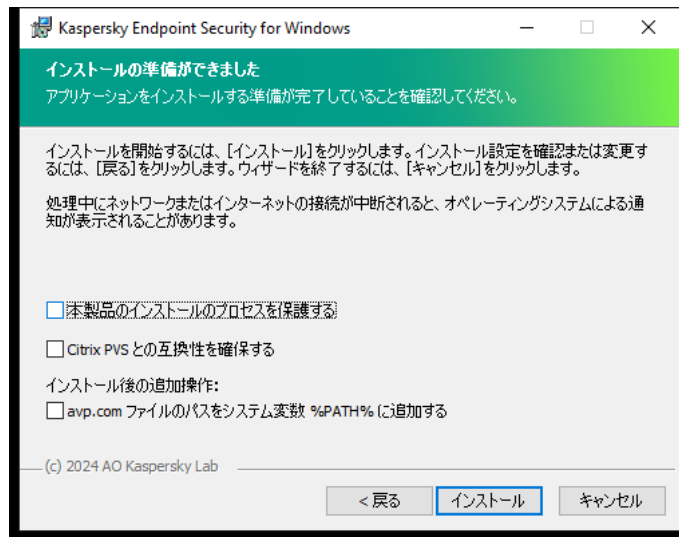 Kaspersky Endpoint Security for Windows
インストールの準備ができました
アプリケーションをインストールする準備が完了していることを確認してください。
インストールを開始するには、[インストール]をクリックします。インストール設定を確認または変更す
るには、[戻る]をクリックします。ウィザードを終了するには、[キャンセル]をクリックします。
処理中にネットワークまたはインターネットの接続が中断されると、オペレーティングシステムによる通
知が表示されることがあります。
本製品のインストールのプロセスを保護する
Citrix PVS との互換性を確保する
インストール後の追加操作:
avp.com ファイルのパスをシステム変数 %PATH% に追加する
(c) 2024 AO Kaspersky Lab
< 戻る インストール キャンセル